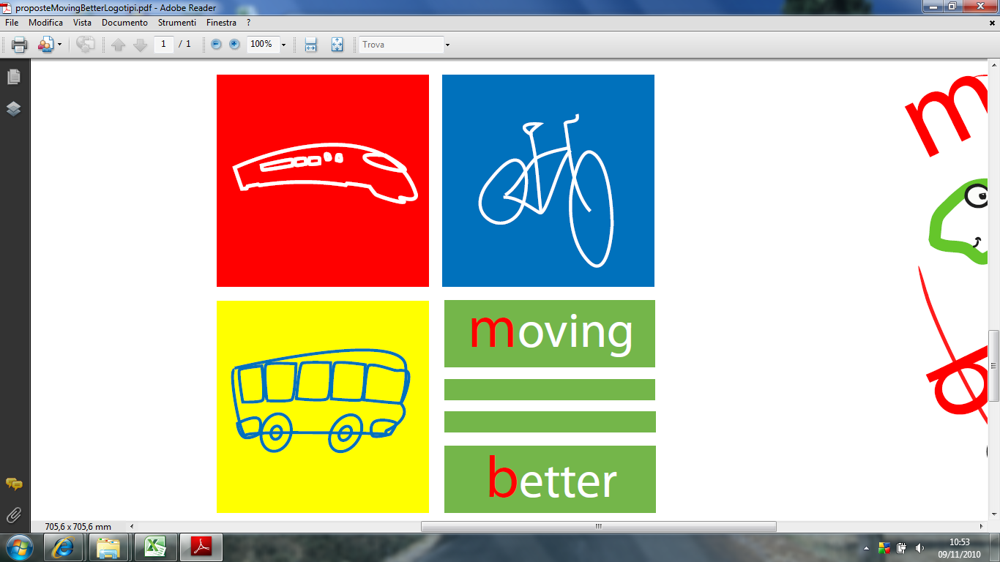 proposteMovingBetterLogotipi.pdf - Adobe Reader
File Modifica Vista Documento Strumenti Finestra ?
1 / 1 100% Trova
m
moving
better
b
705,6 x 705,6 mm
10:53
09/11/2010